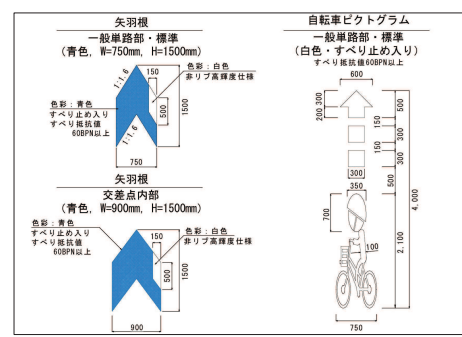 矢羽根
一般単路部・標準
(青色, W=750mm, H=1500mm)
1:1.6
150
色彩:白色
非リブ高輝度仕様
色彩:青色
すべり止め入り
すべり抵抗値
60BPN以上
500
1500
1:1.6
750
矢羽根
交差点内部
(青色, W=900mm, H=1500mm)
色彩:青色
すべり止め入り
すべり抵抗値
60BPN以上
150
色彩:白色
非リブ高輝度仕様
500
1500
900
自転車ピクトグラム
一般単路部・標準
(白色・すべり止め入り)
すべり抵抗値60BPN以上
600
300
200
500
150
300
150
300
300
350
500
4,000
700
100
2,100
750